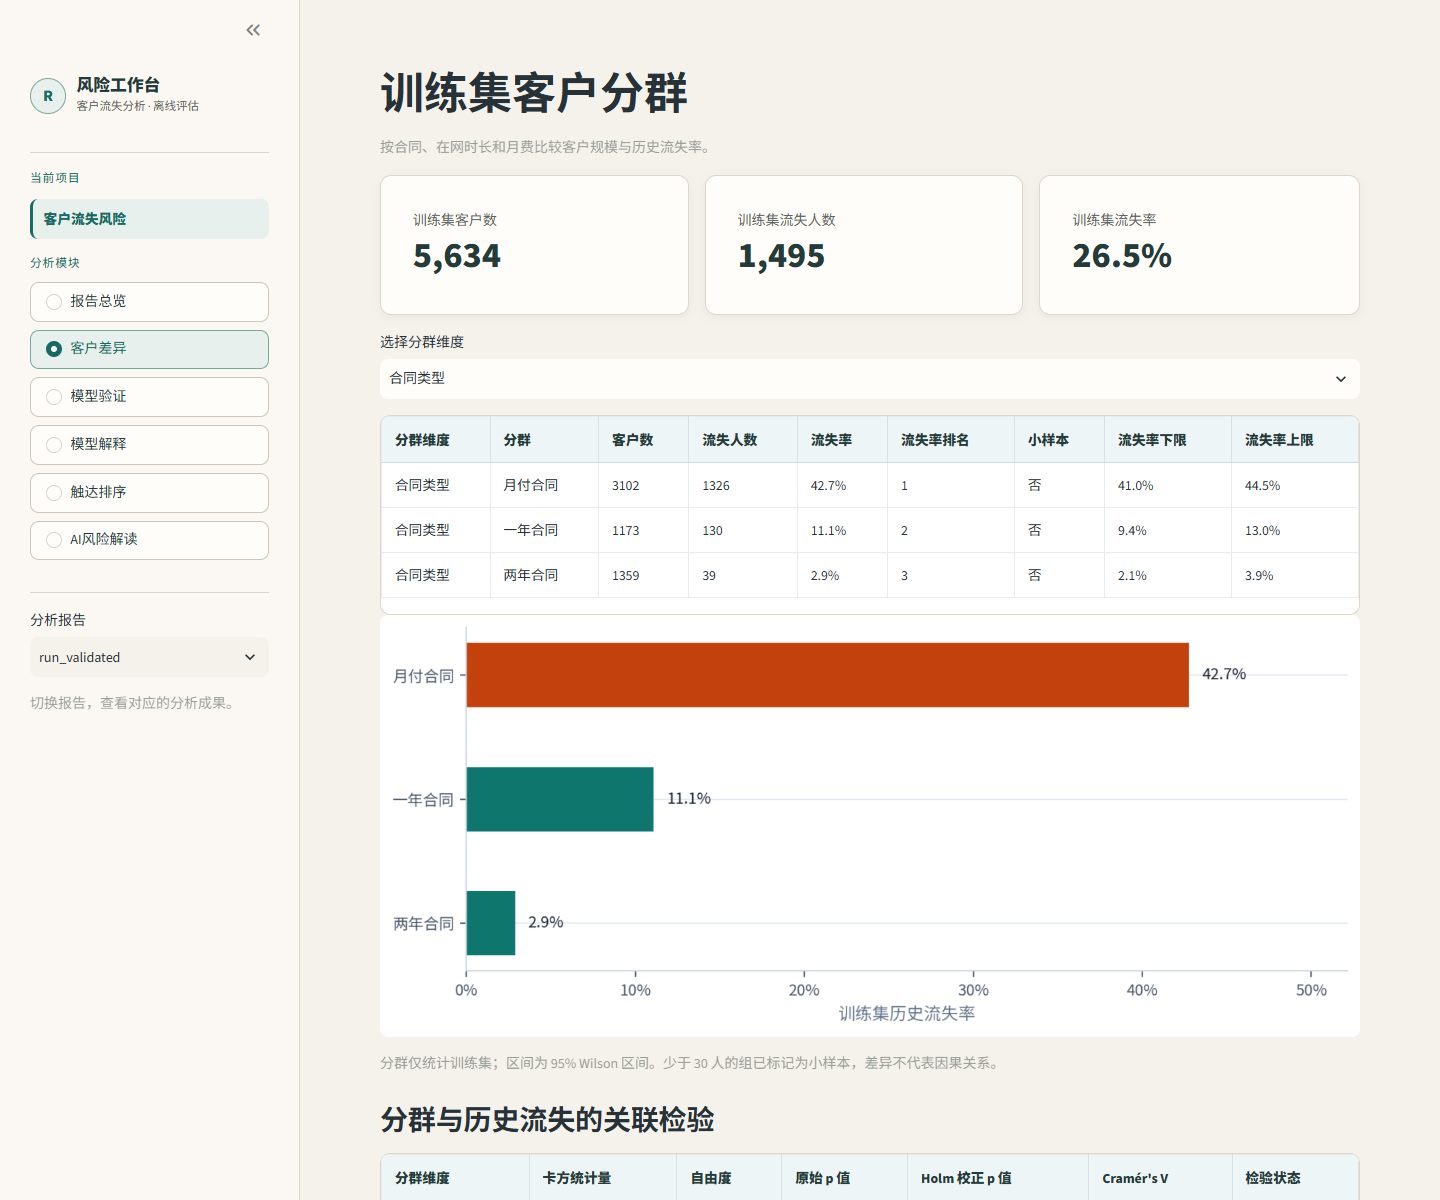 R
风险工作台
客户流失分析 · 离线评估
当前项目
客户流失风险
分析模块
报告总览
客户差异
模型验证
模型解释
触达排序
AI风险解读
分析报告
run_validated
切换报告，查看对应的分析成果。
训练集客户分群
按合同、在网时长和月费比较客户规模与历史流失率。
训练集客户数
5,634
训练集流失人数
1,495
训练集流失率
26.5%
选择分群维度
合同类型
分群维度 分群 客户数 流失人数 流失率 流失率排名 小样本 流失率下限 流失率上限
合同类型 月付合同 3102 1326 42.7% 1 否 41.0% 44.5%
合同类型 一年合同 1173 130 11.1% 2 否 9.4% 13.0%
合同类型 两年合同 1359 39 2.9% 3 否 2.1% 3.9%
月付合同 42.7%
一年合同 11.1%
两年合同 2.9%
0% 10% 20% 30% 40% 50%
训练集历史流失率
分群仅统计训练集；区间为 95% Wilson 区间。少于 30 人的组已标记为小样本，差异不代表因果关系。
分群与历史流失的关联检验
分群维度 卡方统计量 自由度 原始 p 值 Holm 校正 p 值 Cramér's V 检验状态